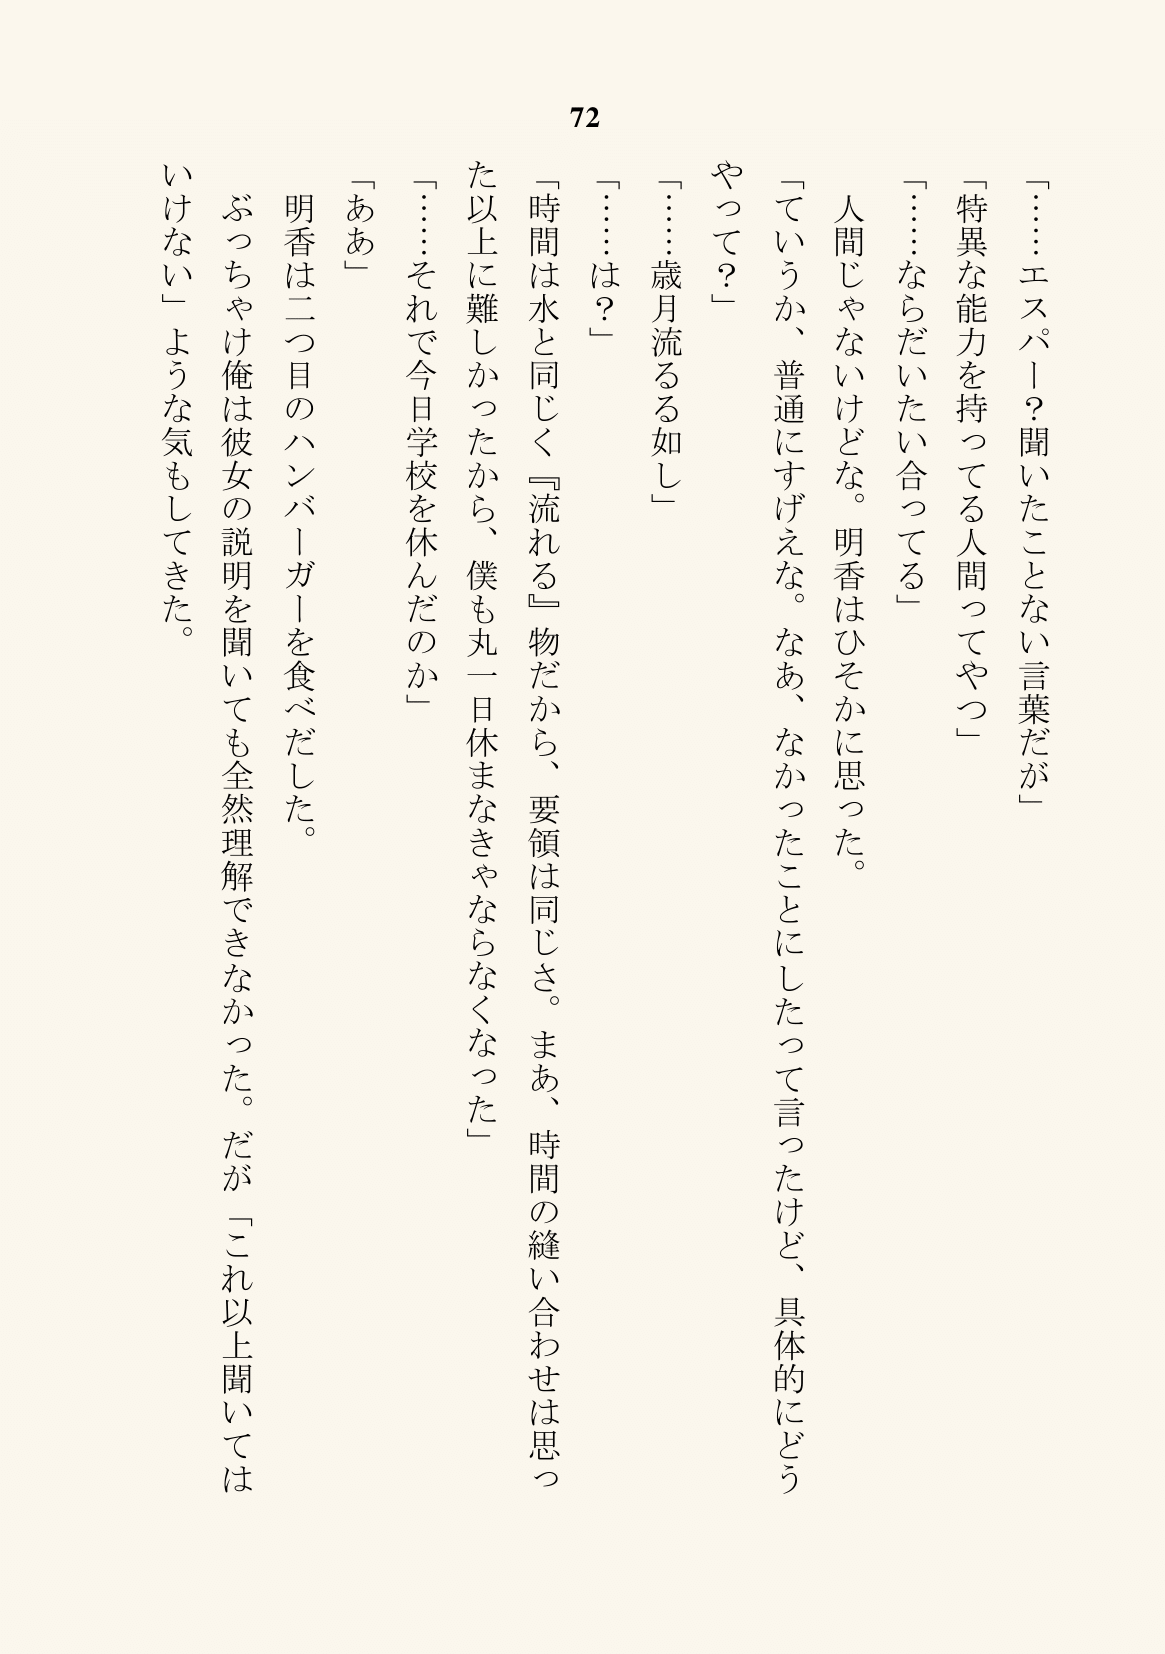 72
「……エスパー？聞いたことない言葉だが」
「特異な能力を持ってる人間ってやつ」
「……ならだいたい合ってる」
　人間じゃないけどな。明香はひそかに思った。
「ていうか、普通にすげえな。なあ、なかったことにしたって言ったけど、具体的にどう
やって？」
「……歳月流るる如し」
「……は？」
「時間は水と同じく『流れる』物だから、要領は同じさ。まあ、時間の縫い合わせは思っ
た以上に難しかったから、僕も丸一日休まなきゃならなくなった」
「……それで今日学校を休んだのか」
「ああ」
　明香は二つ目のハンバーガーを食べだした。
　ぶっちゃけ俺は彼女の説明を聞いても全然理解できなかった。だが「これ以上聞いては
いけない」ような気もしてきた。